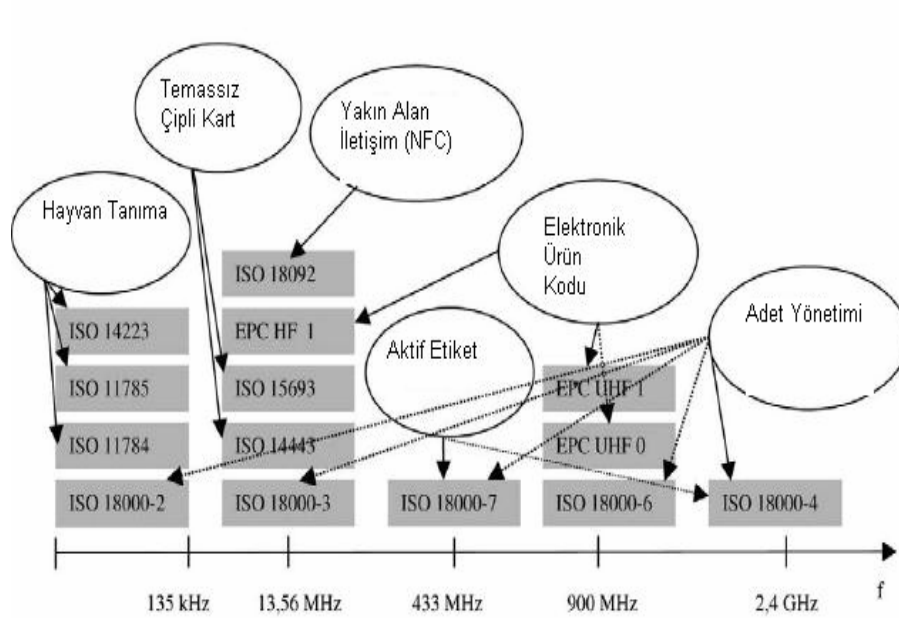 Temassız
Çipli Kart
Yakın Alan
İletişim (NFC)
Hayvan Tanıma
Elektronik
Ürün
Kodu
Adet Yönetimi
Aktif Etiket
ISO 18092
ISO 14223
EPC HF 1
ISO 11785
ISO 15693
EPC UHF 1
ISO 11784
ISO 14443
EPC UHF 0
ISO 18000-2
ISO 18000-3
ISO 18000-7
ISO 18000-6
ISO 18000-4
135 kHz
13,56 MHz
433 MHz
900 MHz
2,4 GHz
f